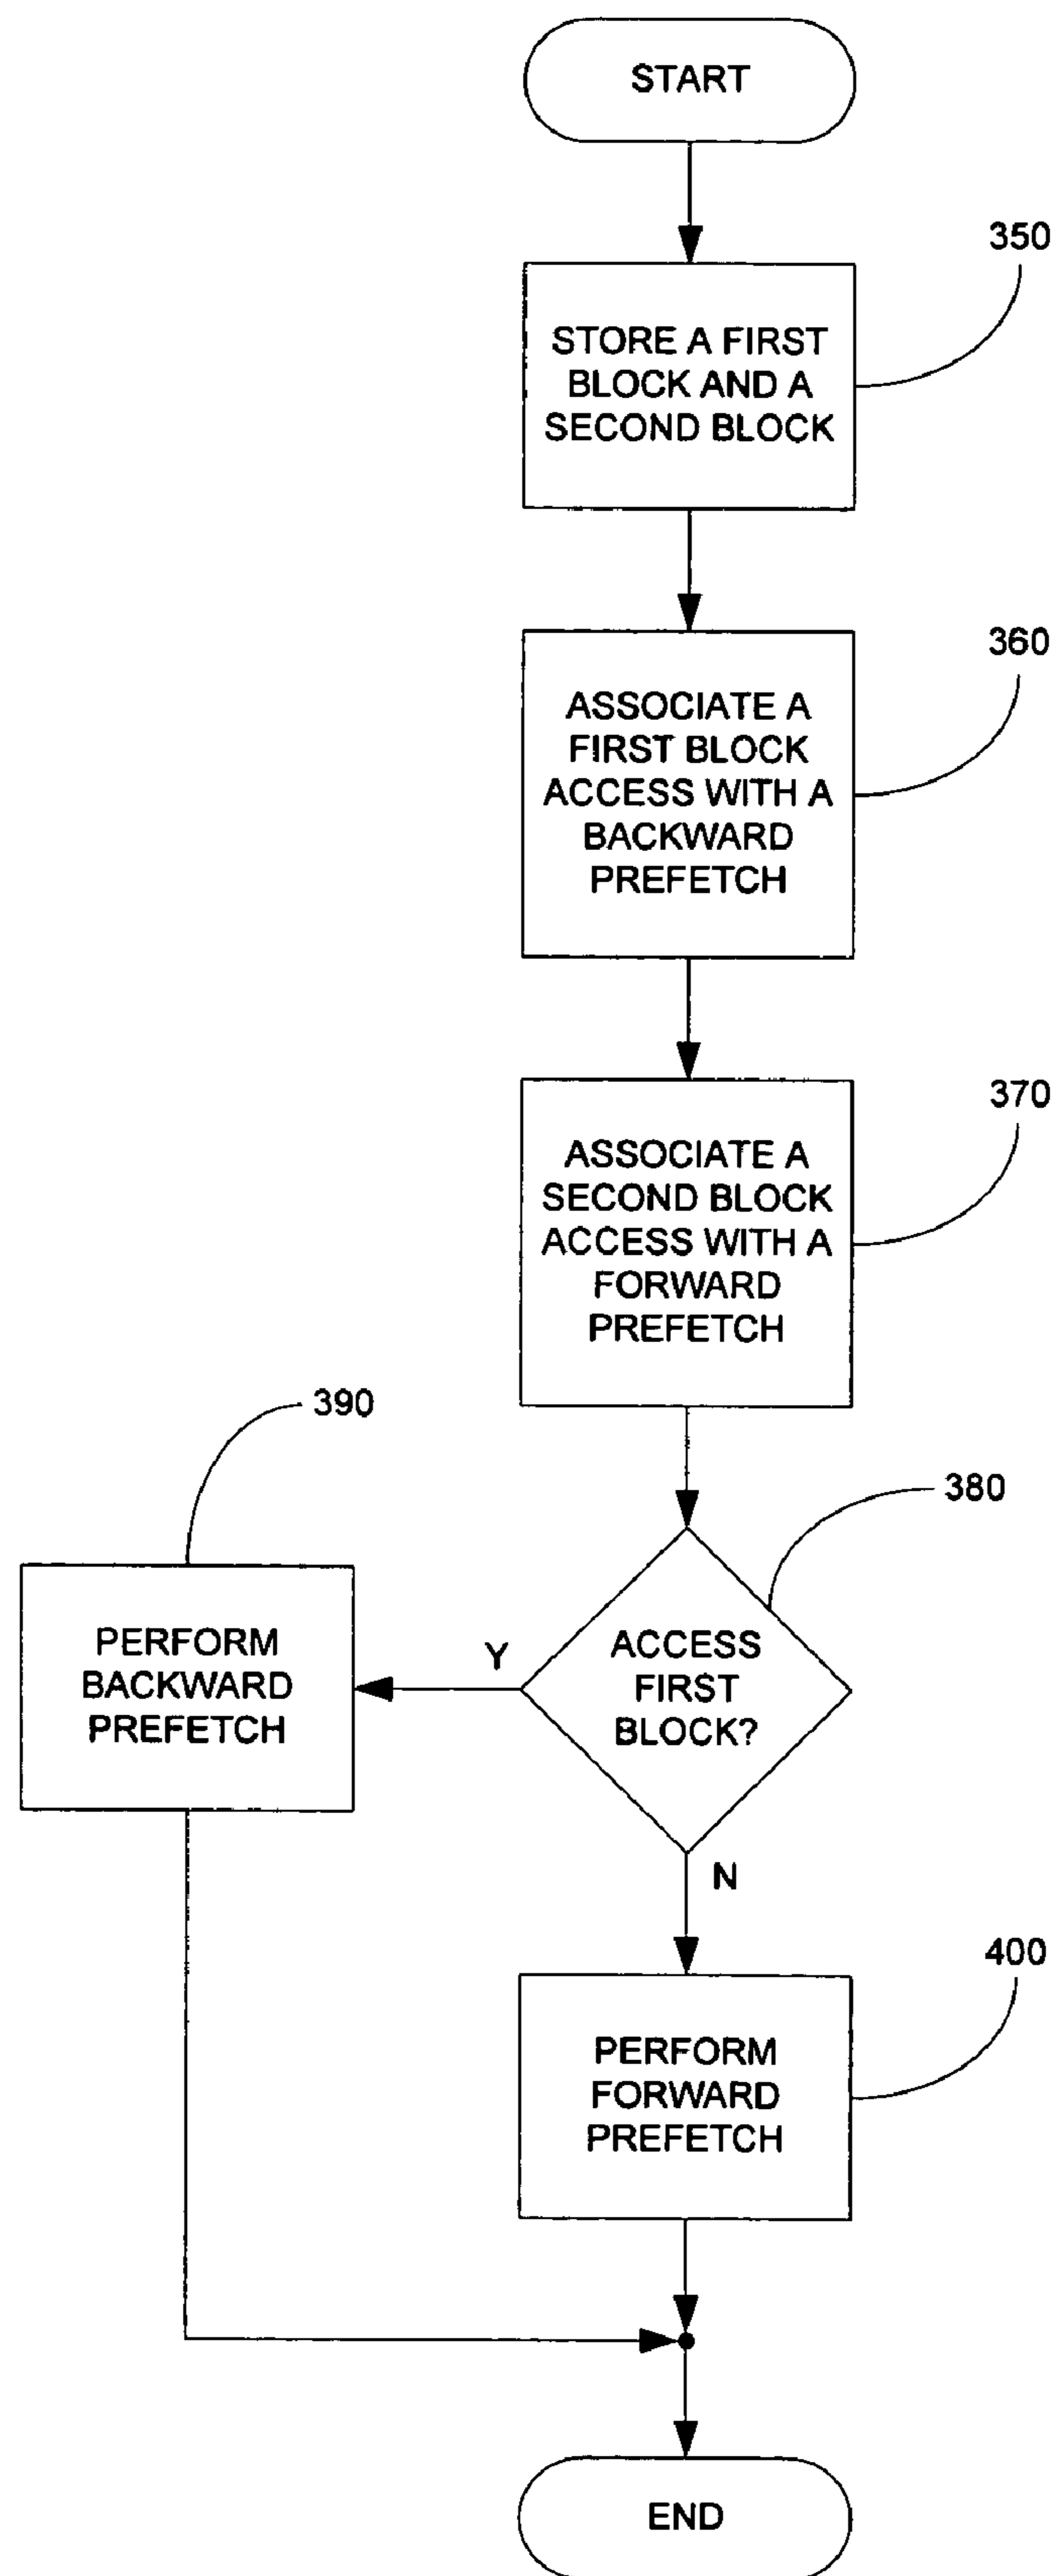 START
350
STORE A FIRST
BLOCK AND A
SECOND BLOCK
360
ASSOCIATE A
FIRST BLOCK
ACCESS WITH A
BACKWARD
PREFETCH
370
ASSOCIATE A
SECOND BLOCK
ACCESS WITH A
FORWARD
PREFETCH
390
380
PERFORM
BACKWARD
PREFETCH
Y
ACCESS
FIRST
BLOCK?
N
400
PERFORM
FORWARD
PREFETCH
END